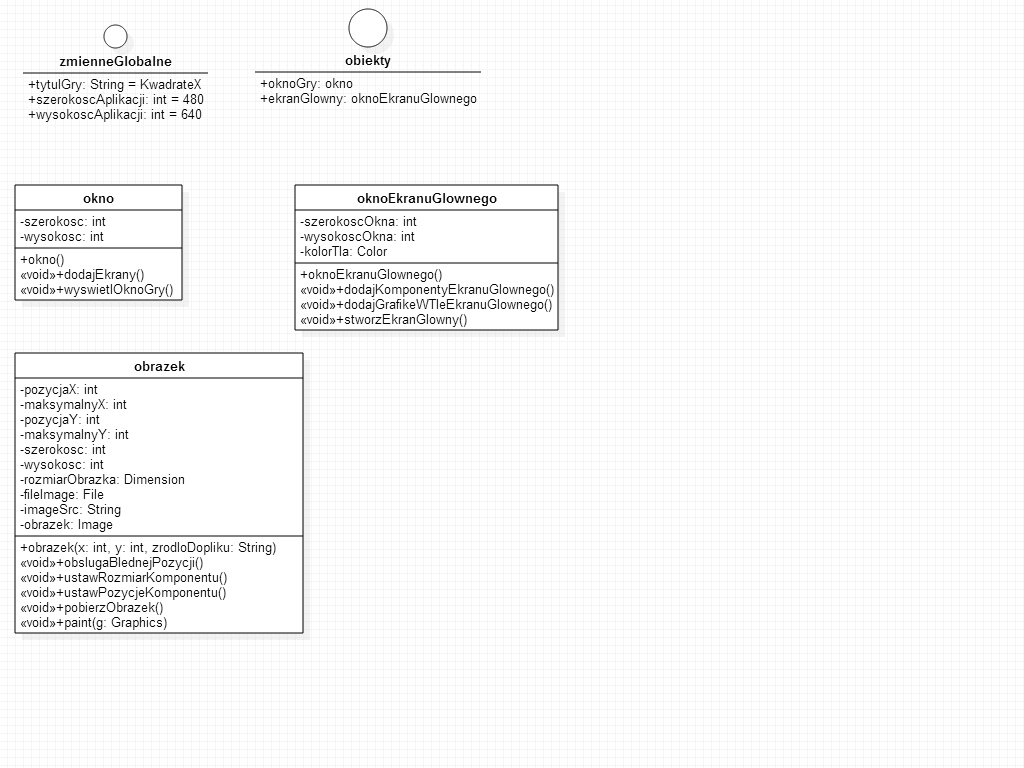 zmienneGlobalne
+tytulGry: String = KwadrateX
+szerokoscAplikacji: int = 480
+wysokoscAplikacji: int = 640
obiekty
+oknoGry: okno
+ekranGlowny: oknoEkranuGlownego
okno
-szerokosc: int
-wysokosc: int
+okno()
«void»+dodajEkrany()
«void»+wyswietlOknoGry()
oknoEkranuGlownego
-szerokoscOkna: int
-wysokoscOkna: int
-kolorTla: Color
+oknoEkranuGlownego()
«void»+dodajKomponentyEkranuGlownego()
«void»+dodajGrafikeWTleEkranuGlownego()
«void»+stworzEkranGlowny()
obrazek
-pozycjaX: int
-maksymalnyX: int
-pozycjaY: int
-maksymalnyY: int
-szerokosc: int
-wysokosc: int
-rozmiarObrazka: Dimension
-fileImage: File
-imageSrc: String
-obrazek: Image
+obrazek(x: int, y: int, zrodloDopliku: String)
«void»+obslugaBlednejPozycji()
«void»+ustawRozmiarKomponentu()
«void»+ustawPozycjeKomponentu()
«void»+pobierzObrazek()
«void»+paint(g: Graphics)